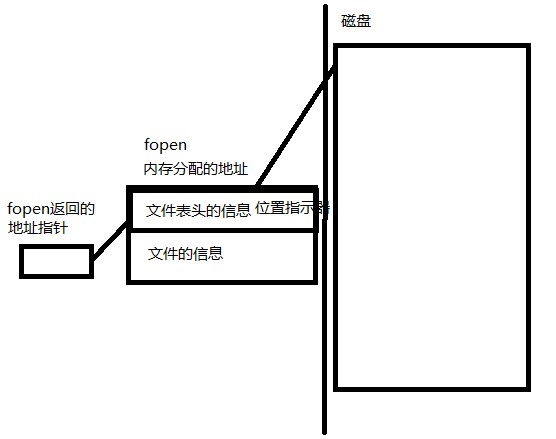 磁盘
fopen
内存分配的地址
fopen返回的
地址指针
文件表头的信息 位置指示器
文件的信息